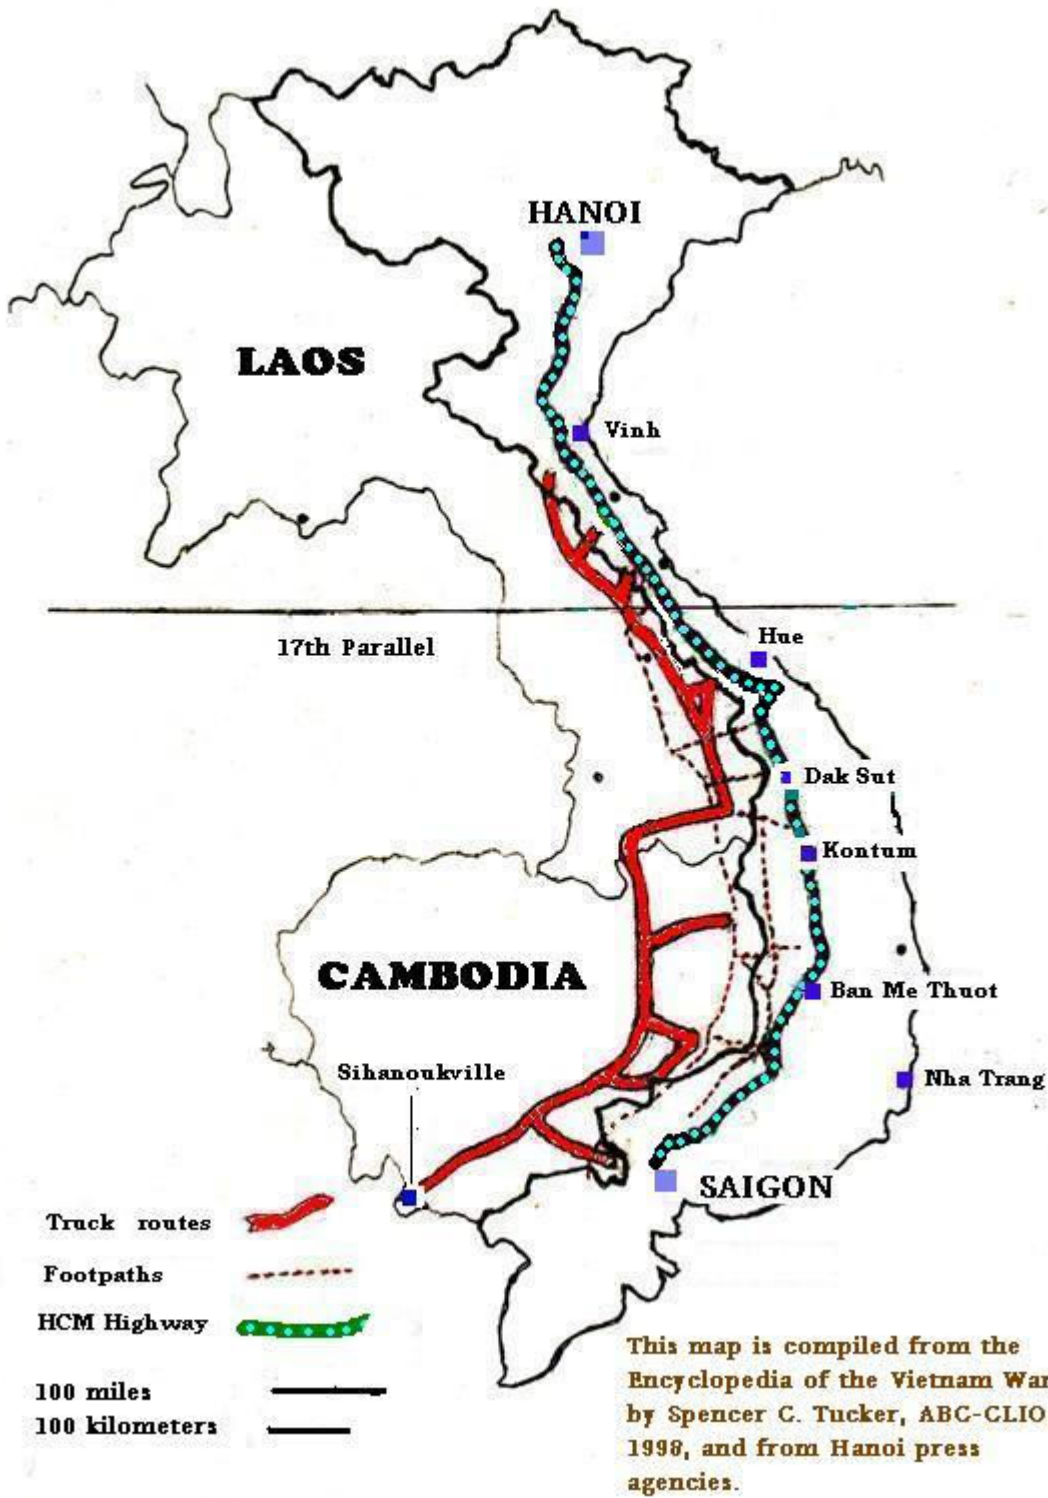 HANOI
LAOS
Vinh
17th Parallel
Hue
Dak Sut
Kontum
CAMBODIA
Ban Me Thuot
Sihanoukville
Nha Trang
SAIGON
Truck routes
Footpaths
HCM Highway
100 miles
100 kilometers
This map is compiled from the
Encyclopedia of the Vietnam War
by Spencer C. Tucker, ABC-CLIO
1998, and from Hanoi press
agencies.